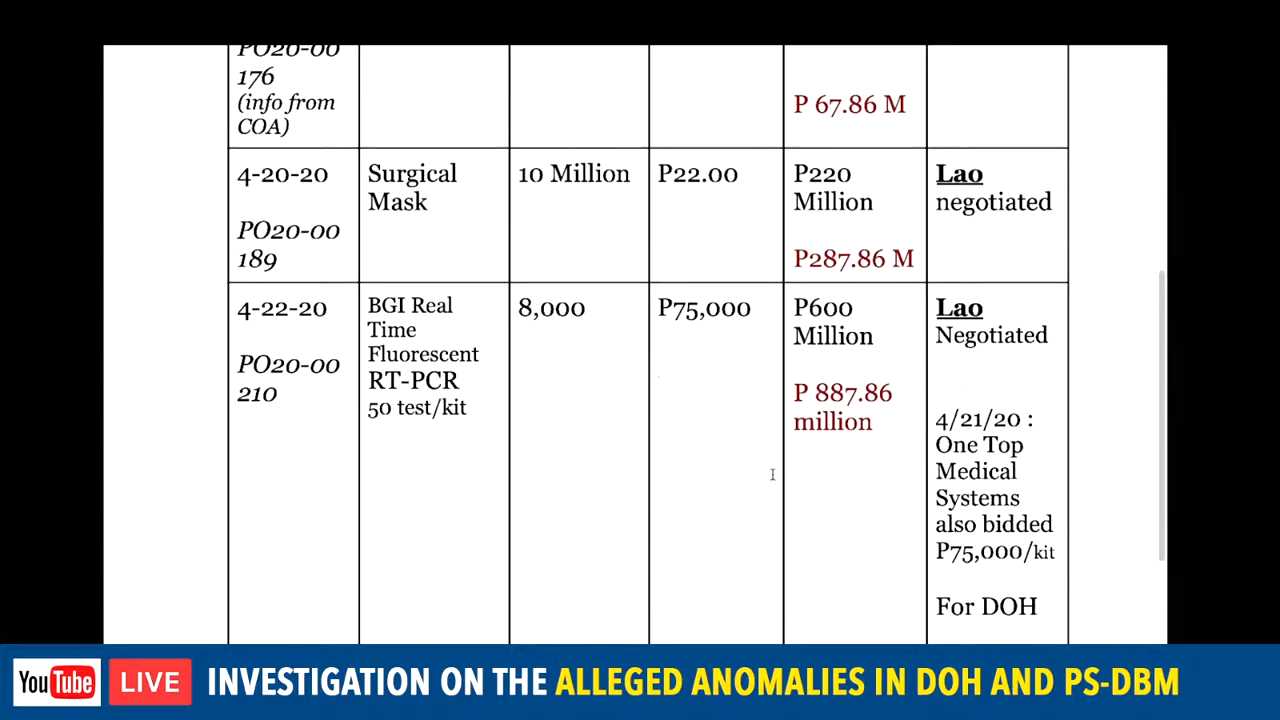 PO20-00
176
(info from
COA)
P 67.86 M
4-20-20
PO20-00
189
Surgical
Mask
10 Million
P22.00
P220
Million
P287.86 M
Lao
negotiated
4-22-20
PO20-00
210
BGI Real
Time
Fluorescent
RT-PCR
50 test/kit
8,000
P75,000
P600
Million
P 887.86
million
Lao
Negotiated
4/21/20 :
One Top
Medical
Systems
also bidded
P75,000/kit
For DOH
YouTube LIVE INVESTIGATION ON THE ALLEGED ANOMALIES IN DOH AND PS-DBM